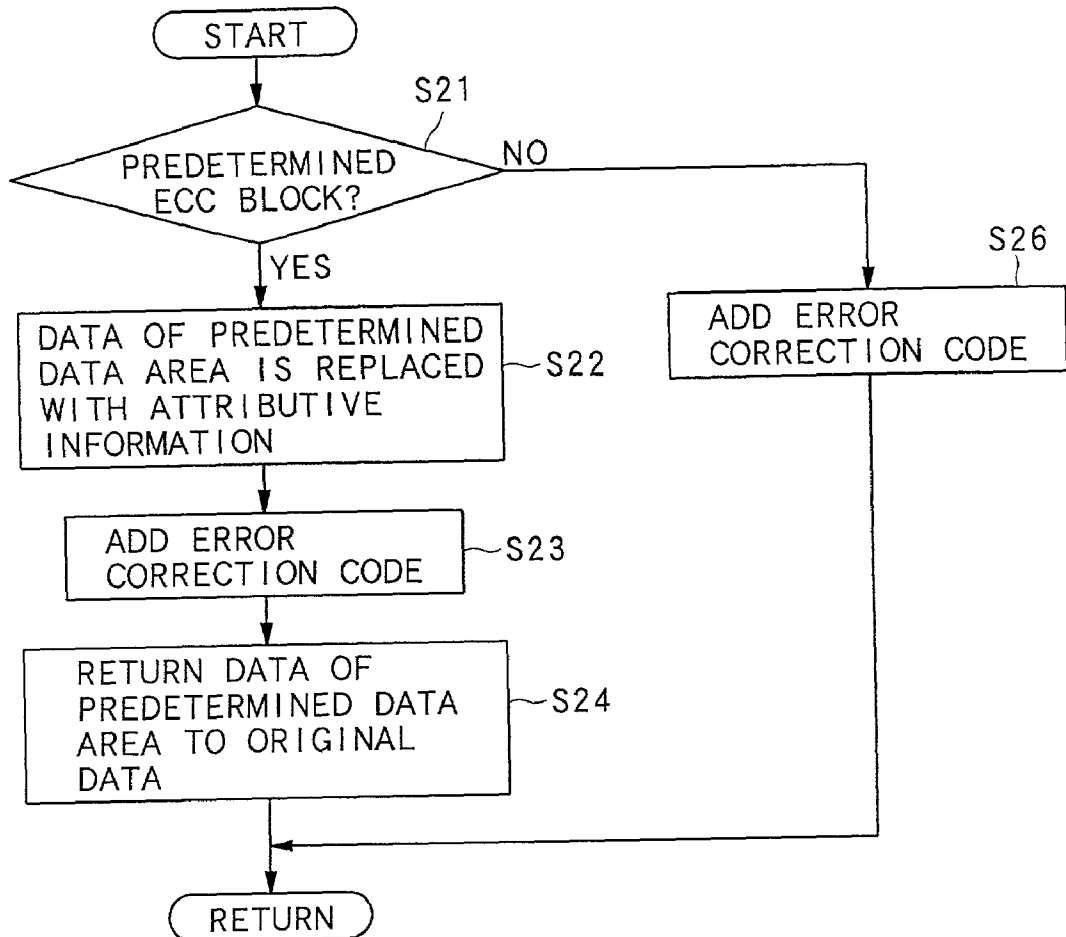 START
S21
PREDETERMINED
ECC BLOCK?
NO
YES
S26
ADD ERROR
CORRECTION CODE
DATA OF PREDETERMINED
DATA AREA IS REPLACED
WITH ATTRIBUTIVE
INFORMATION
S22
ADD ERROR
CORRECTION CODE
S23
RETURN DATA OF
PREDETERMINED DATA
AREA TO ORIGINAL
DATA
S24
RETURN